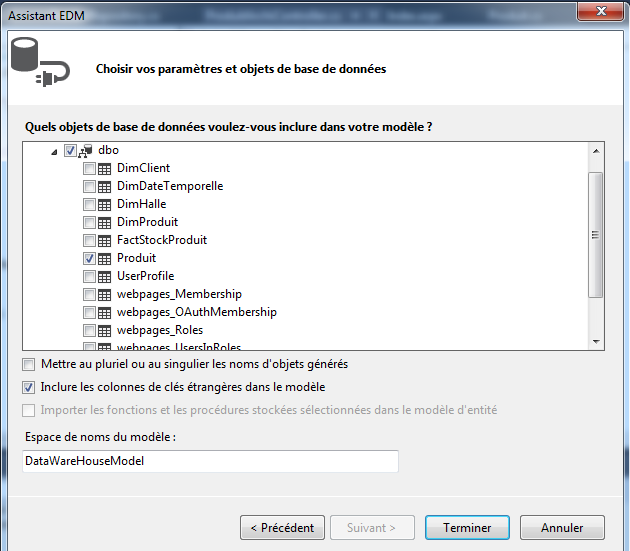 Assistant EDM
Choisir vos paramètres et objets de base de données
Quels objets de base de données voulez-vous inclure dans votre modèle ?
dbo
DimClient
DimDateTemporelle
DimHalle
DimProduit
FactStockProduit
Produit
UserProfile
webpages_Membership
webpages_OAuthMembership
webpages_Roles
webpages_UsersInRoles
Mettre au pluriel ou au singulier les noms d'objets générés
Inclure les colonnes de clés étrangères dans le modèle
Importer les fonctions et les procédures stockées sélectionnées dans le modèle d'entité
Espace de noms du modèle :
DataWareHouseModel
< Précédent
Suivant >
Terminer
Annuler